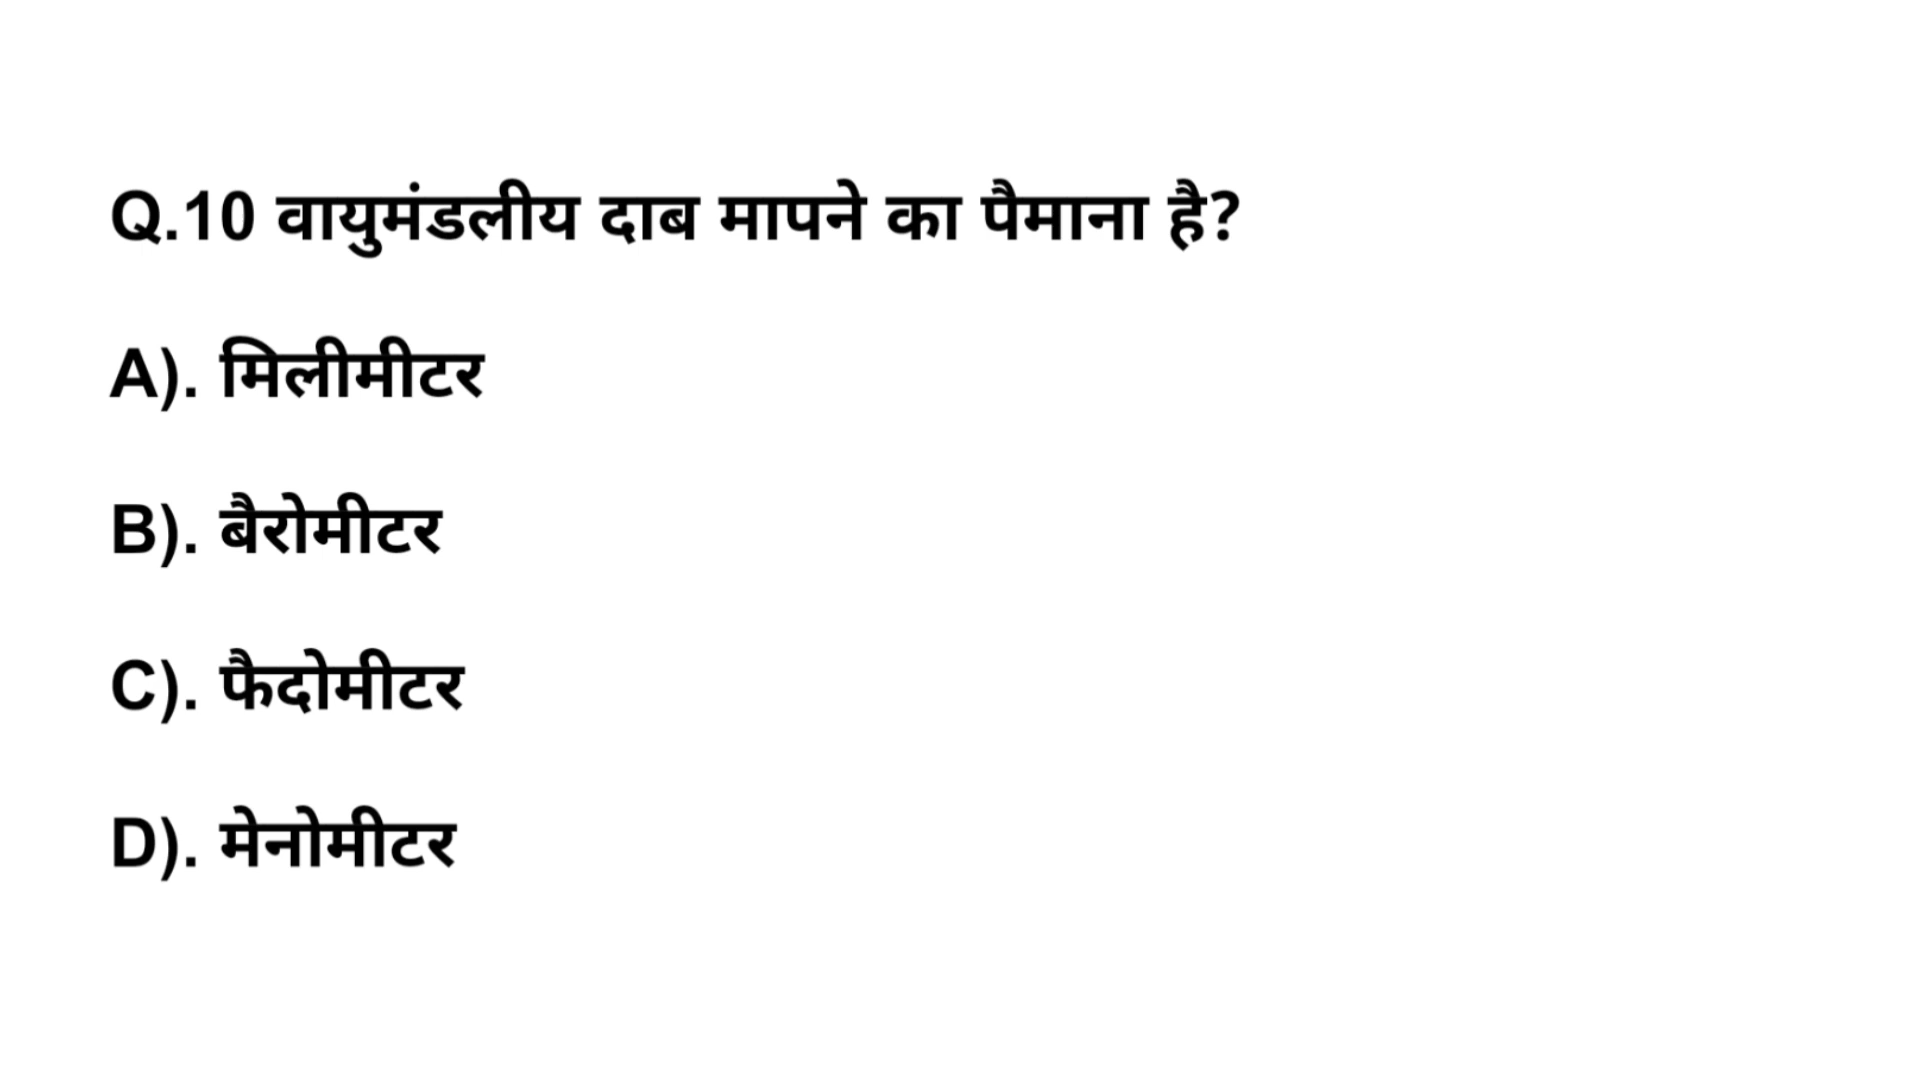 Q.10 वायुमंडलीय दाब मापने का पैमाना है?
A). मिलीमीटर
B). बैरोमीटर
C). फैदोमीटर
D). मेनोमीटर